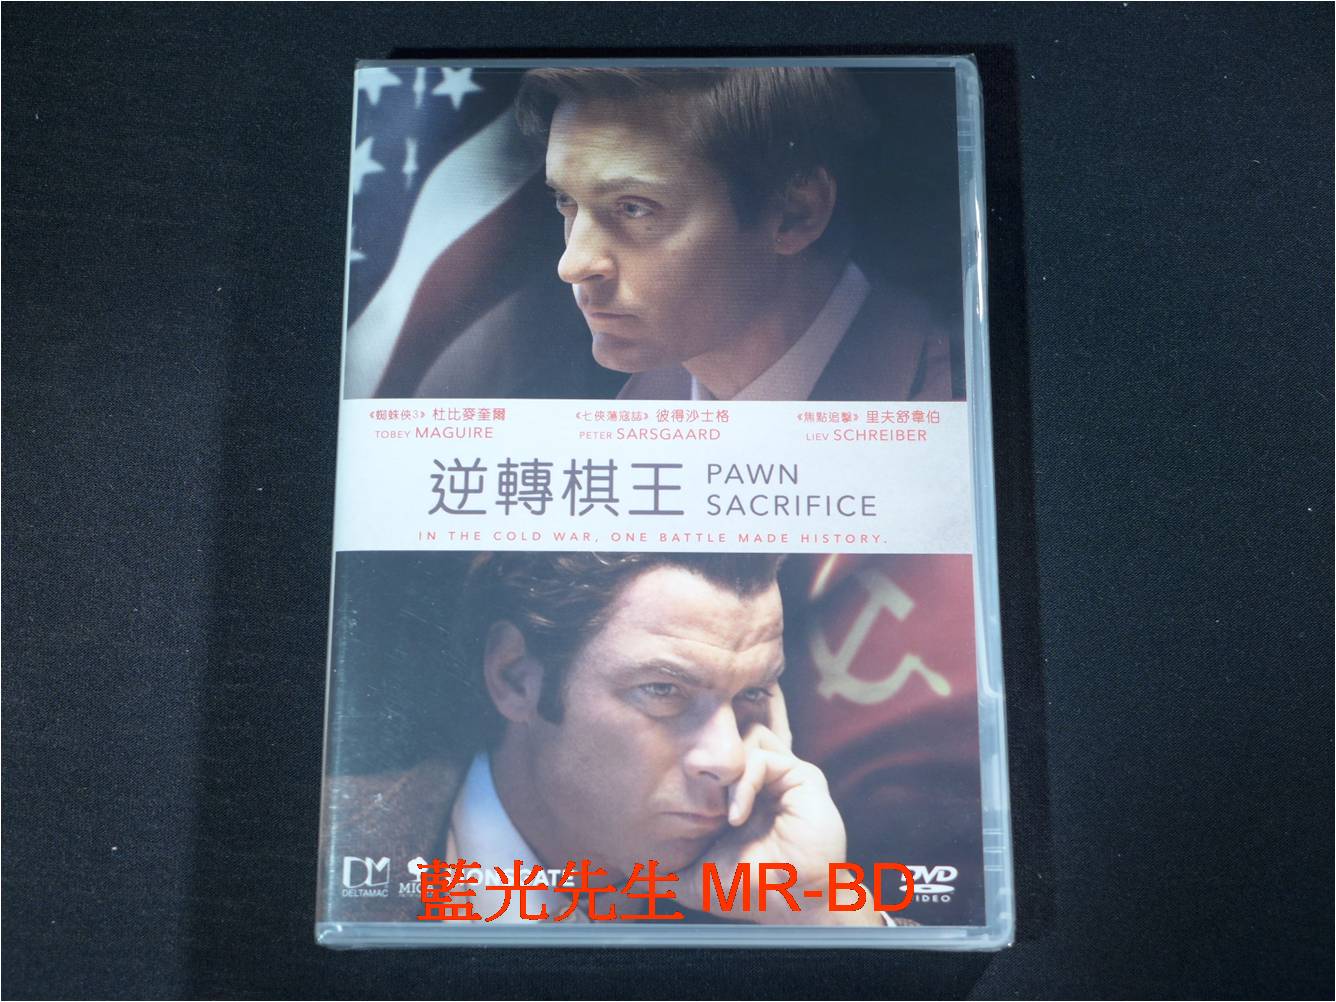 《蜘蛛俠3》 杜比麥奎爾 《七俠蕩寇誌》 彼得沙士格 《焦點追擊》 里夫舒韋伯
TOBEY MAGUIRE PETER SARSGAARD LIEV SCHREIBER
逆轉棋王 PAWN
SACRIFICE
IN THE COLD WAR, ONE BATTLE MADE HISTORY.
DM
DELTAMAC
藍光先生 MR-BD
DVD
VIDEO